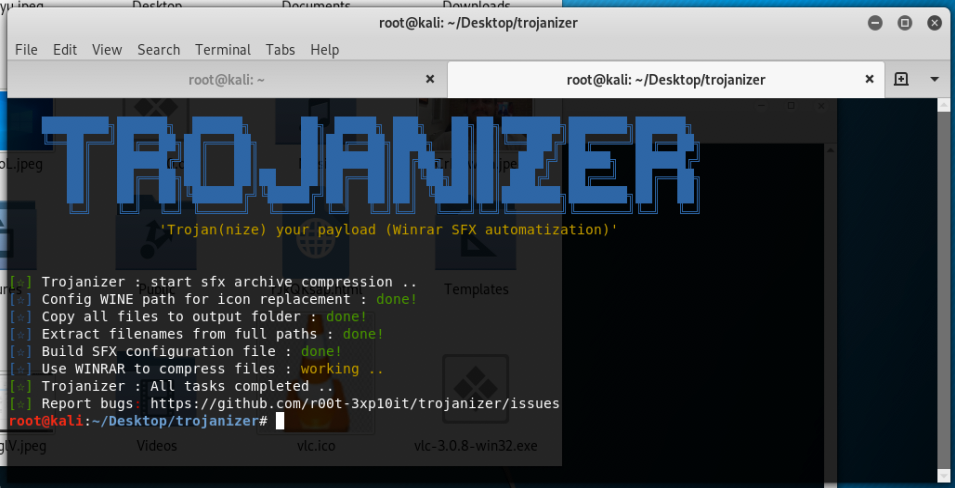 yu.jpeg Desktop Documents Downloads
root@kali: ~/Desktop/trojanizer
File Edit View Search Terminal Tabs Help
root@kali: ~
root@kali: ~/Desktop/trojanizer
TROJANIZER
'Trojan(nize) your payload (Winrar SFX automatization)'
[☆] Trojanizer : start sfx archive compression ..
Templates
[☆] Config WINE path for icon replacement : done!
[☆] Copy all files to output folder : done!
[☆] Extract filenames from full paths : done!
[☆] Build SFX configuration file : done!
[☆] Use WINRAR to compress files : working ..
[☆] Trojanizer : All tasks completed ..
[☆] Report bugs: https://github.com/r00t-3xp10it/trojanizer/issues
root@kali:~/Desktop/trojanizer#
glV.jpeg Videos vlc.ico vlc-3.0.8-win32.exe